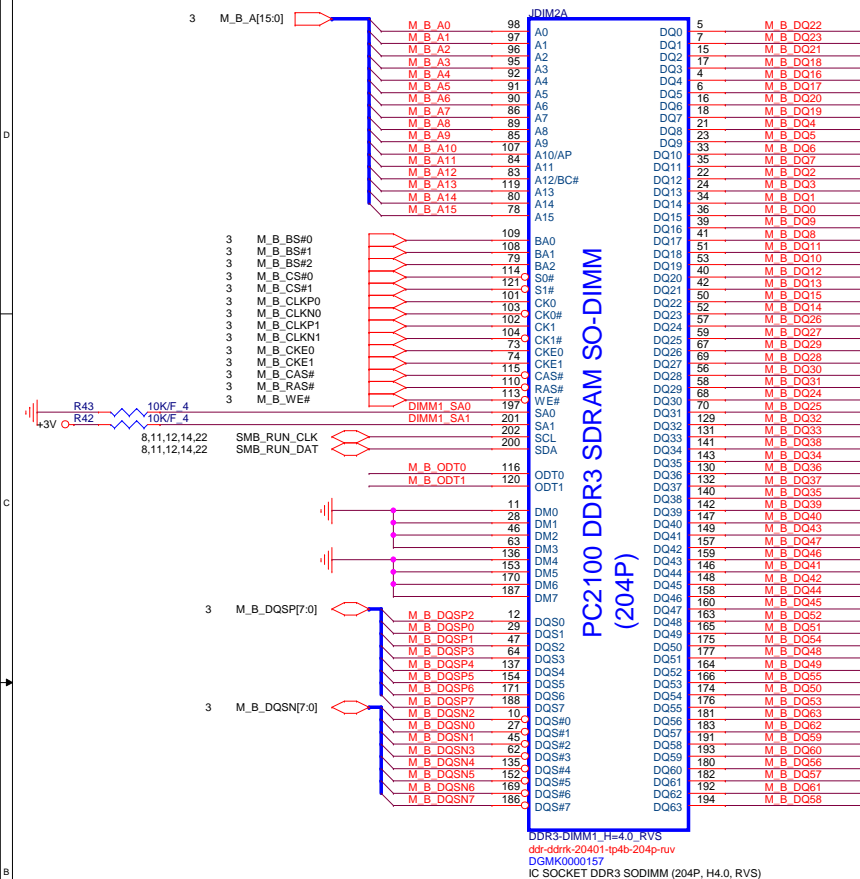 JDIM2A
3 M_B_A[15:0]
M_B_A0 98 A0
M_B_A1 97 A1
M_B_A2 96 A2
M_B_A3 95 A3
M_B_A4 92 A4
M_B_A5 91 A5
M_B_A6 90 A6
M_B_A7 86 A7
M_B_A8 89 A8
M_B_A9 85 A9
M_B_A10 107 A10/AP
M_B_A11 84 A11
M_B_A12 83 A12/BC#
M_B_A13 119 A13
M_B_A14 80 A14
M_B_A15 78 A15
3 M_B_BS#0 109 BA0
3 M_B_BS#1 108 BA1
3 M_B_BS#2 79 BA2
3 M_B_CS#0 114 S0#
3 M_B_CS#1 121 S1#
3 M_B_CLKP0 101 CK0
3 M_B_CLKN0 103 CK0#
3 M_B_CLKP1 102 CK1
3 M_B_CLKN1 104 CK1#
3 M_B_CKE0 73 CKE0
3 M_B_CKE1 74 CKE1
3 M_B_CAS# 115 CAS#
3 M_B_RAS# 110 RAS#
3 M_B_WE# 113 WE#
R43 10K/F_4 DIMM1_SA0 197 SA0
+3V R42 10K/F_4 DIMM1_SA1 201 SA1
8,11,12,14,22 SMB_RUN_CLK 202 SCL
8,11,12,14,22 SMB_RUN_DAT 200 SDA
M_B_ODT0 116 ODT0
M_B_ODT1 120 ODT1
11 DM0
28 DM1
46 DM2
63 DM3
136 DM4
153 DM5
170 DM6
187 DM7
3 M_B_DQSP[7:0]
M_B_DQSP2 12 DQS0
M_B_DQSP0 29 DQS1
M_B_DQSP1 47 DQS2
M_B_DQSP3 64 DQS3
M_B_DQSP4 137 DQS4
M_B_DQSP5 154 DQS5
M_B_DQSP6 171 DQS6
M_B_DQSP7 188 DQS7
3 M_B_DQSN[7:0]
M_B_DQSN2 10 DQS#0
M_B_DQSN0 27 DQS#1
M_B_DQSN1 45 DQS#2
M_B_DQSN3 62 DQS#3
M_B_DQSN4 135 DQS#4
M_B_DQSN5 152 DQS#5
M_B_DQSN6 169 DQS#6
M_B_DQSN7 186 DQS#7
PC2100 DDR3 SDRAM SO-DIMM
(204P)
DQ0 5 M_B_DQ22
DQ1 7 M_B_DQ23
DQ2 15 M_B_DQ21
DQ3 17 M_B_DQ18
DQ4 4 M_B_DQ16
DQ5 6 M_B_DQ17
DQ6 16 M_B_DQ20
DQ7 18 M_B_DQ19
DQ8 21 M_B_DQ4
DQ9 23 M_B_DQ5
DQ10 33 M_B_DQ6
DQ11 35 M_B_DQ7
DQ12 22 M_B_DQ2
DQ13 24 M_B_DQ3
DQ14 34 M_B_DQ1
DQ15 36 M_B_DQ0
DQ16 39 M_B_DQ9
DQ17 41 M_B_DQ8
DQ18 51 M_B_DQ11
DQ19 53 M_B_DQ10
DQ20 40 M_B_DQ12
DQ21 42 M_B_DQ13
DQ22 50 M_B_DQ15
DQ23 52 M_B_DQ14
DQ24 57 M_B_DQ26
DQ25 59 M_B_DQ27
DQ26 67 M_B_DQ29
DQ27 69 M_B_DQ28
DQ28 56 M_B_DQ30
DQ29 58 M_B_DQ31
DQ30 68 M_B_DQ24
DQ31 70 M_B_DQ25
DQ32 129 M_B_DQ32
DQ33 131 M_B_DQ33
DQ34 141 M_B_DQ38
DQ35 143 M_B_DQ34
DQ36 130 M_B_DQ36
DQ37 132 M_B_DQ37
DQ38 140 M_B_DQ35
DQ39 142 M_B_DQ39
DQ40 147 M_B_DQ40
DQ41 149 M_B_DQ43
DQ42 157 M_B_DQ47
DQ43 159 M_B_DQ46
DQ44 146 M_B_DQ41
DQ45 148 M_B_DQ42
DQ46 158 M_B_DQ44
DQ47 160 M_B_DQ45
DQ48 163 M_B_DQ52
DQ49 165 M_B_DQ51
DQ50 175 M_B_DQ54
DQ51 177 M_B_DQ48
DQ52 164 M_B_DQ49
DQ53 166 M_B_DQ55
DQ54 174 M_B_DQ50
DQ55 176 M_B_DQ53
DQ56 181 M_B_DQ63
DQ57 183 M_B_DQ62
DQ58 191 M_B_DQ59
DQ59 193 M_B_DQ60
DQ60 180 M_B_DQ56
DQ61 182 M_B_DQ57
DQ62 192 M_B_DQ61
DQ63 194 M_B_DQ58
DDR3-DIMM1_H=4.0_RVS
ddr-ddrrk-20401-tp4b-204p-ruv
DGMK0000157
IC SOCKET DDR3 SODIMM (204P, H4.0, RVS)
D
C
B